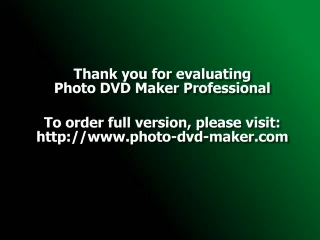 Thank you for evaluating
Photo DVD Maker Professional
To order full version, please visit:
http://www.photo-dvd-maker.com